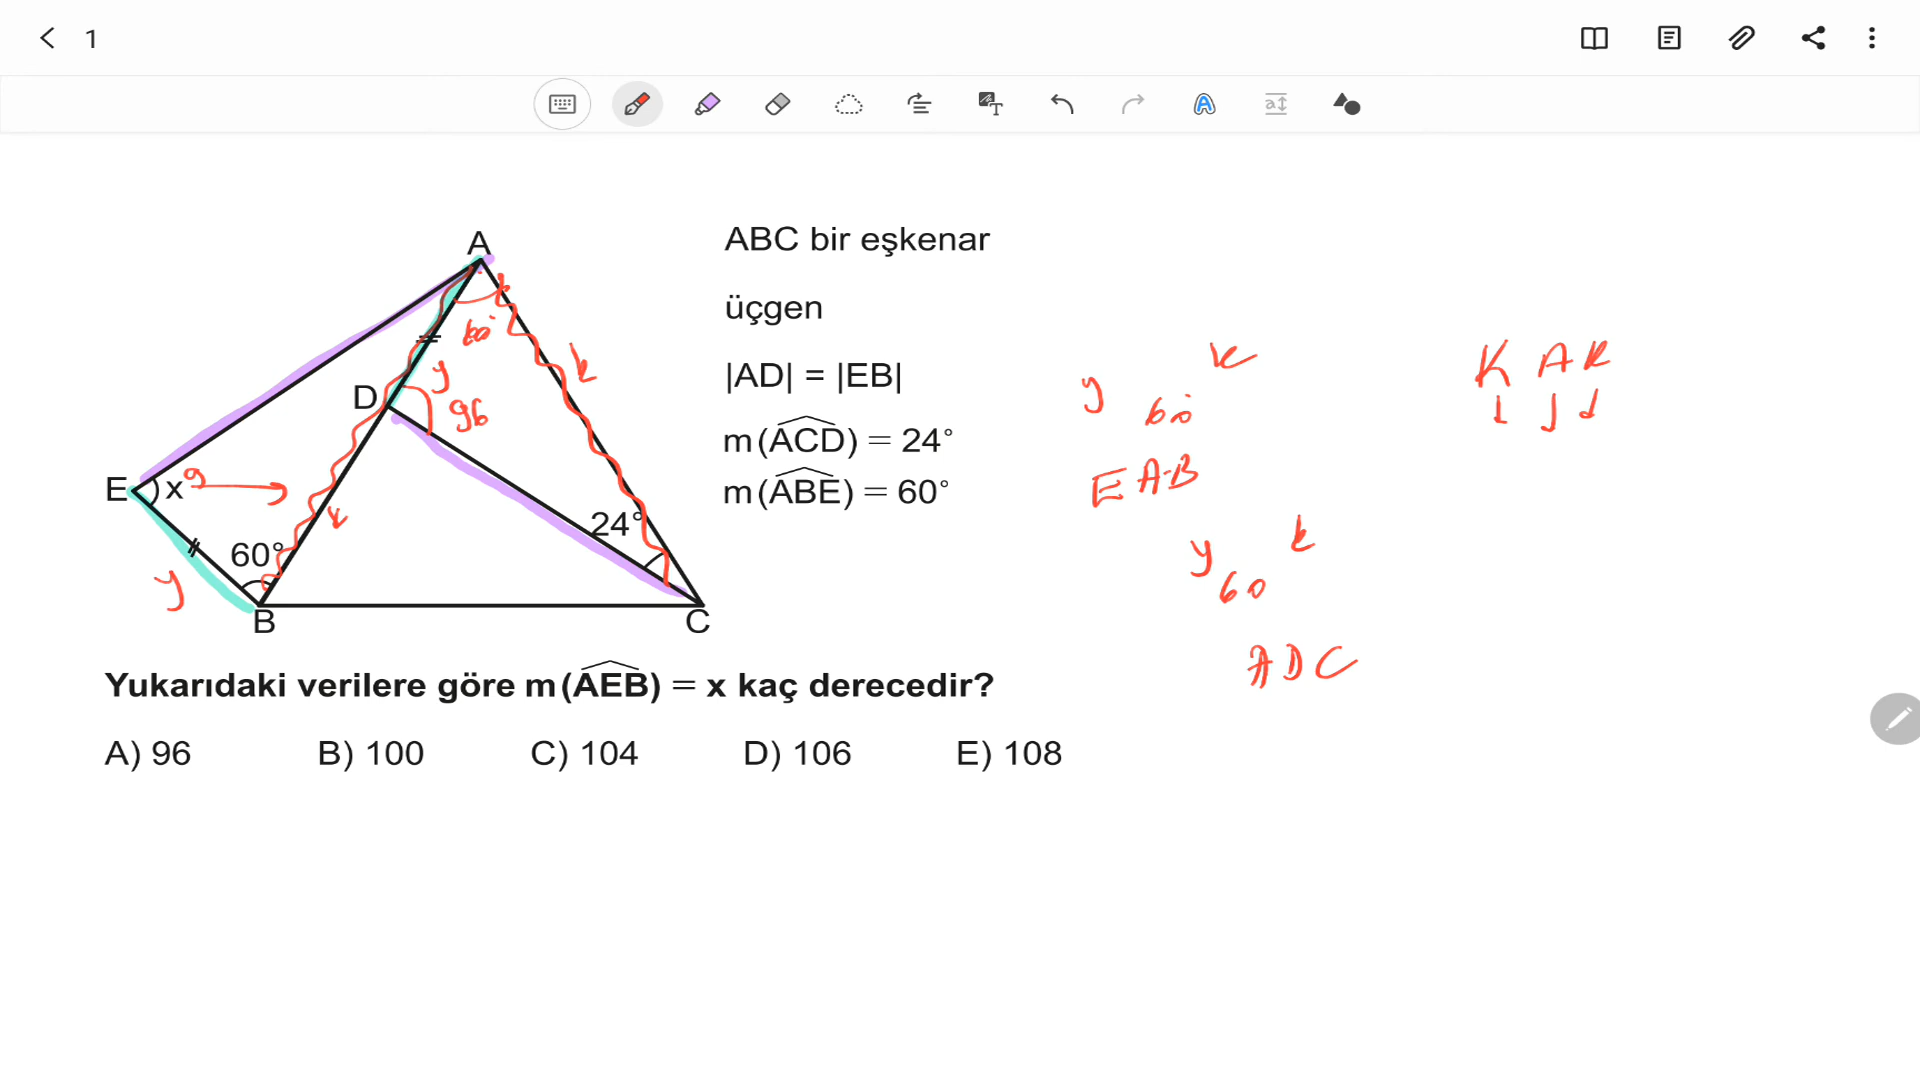 1
A
ABC bir eşkenar
üçgen
|AD| = |EB|
m(ACD) = 24°
m(ABE) = 60°
k
60°
k
y
D
96
E
x
k
24°
60°
y
B
C
y
k
60
EAB
y
k
60
ADC
K A R
Yukarıdaki verilere göre m(AEB) = x kaç derecedir?
A) 96 B) 100 C) 104 D) 106 E) 108